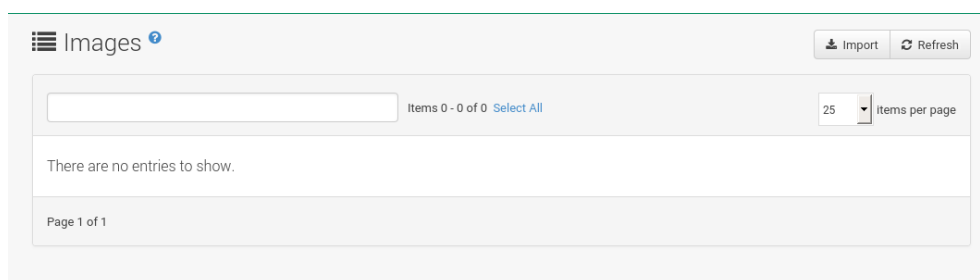 Images ?
Import Refresh
Items 0 - 0 of 0 Select All 25 items per page
There are no entries to show.
Page 1 of 1